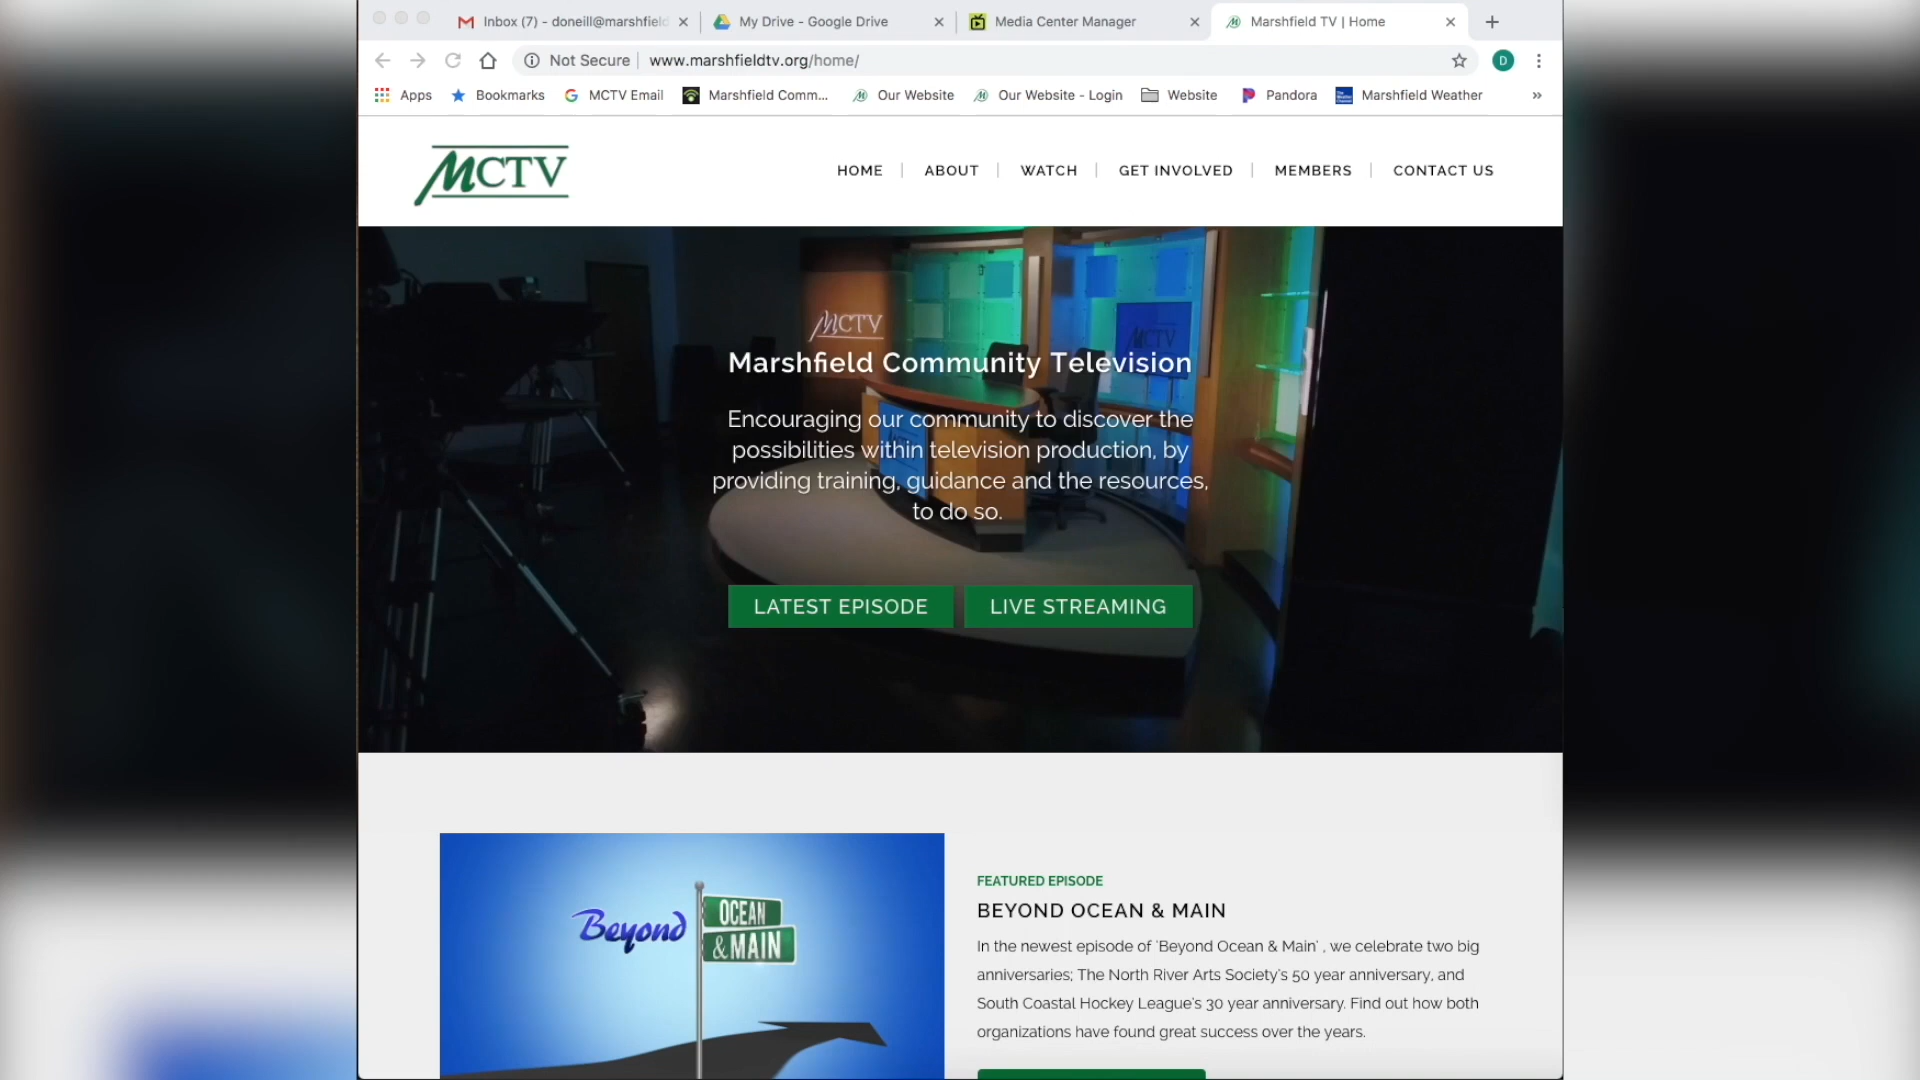 Inbox (7) - doneill@marshfield
My Drive - Google Drive
Media Center Manager
Marshfield TV | Home
Not Secure
www.marshfieldtv.org/home/
D
Apps
Bookmarks
MCTV Email
Marshfield Comm...
Our Website
Our Website - Login
Website
Pandora
Marshfield Weather
»
MCTV
HOME
ABOUT
WATCH
GET INVOLVED
MEMBERS
CONTACT US
MCTV
MCTV
Marshfield Community Television
Encouraging our community to discover the
possibilities within television production, by
providing training, guidance and the resources,
to do so.
LATEST EPISODE
LIVE STREAMING
Beyond
OCEAN
& MAIN
FEATURED EPISODE
BEYOND OCEAN & MAIN
In the newest episode of 'Beyond Ocean & Main' , we celebrate two big
anniversaries; The North River Arts Society's 50 year anniversary, and
South Coastal Hockey League's 30 year anniversary. Find out how both
organizations have found great success over the years.